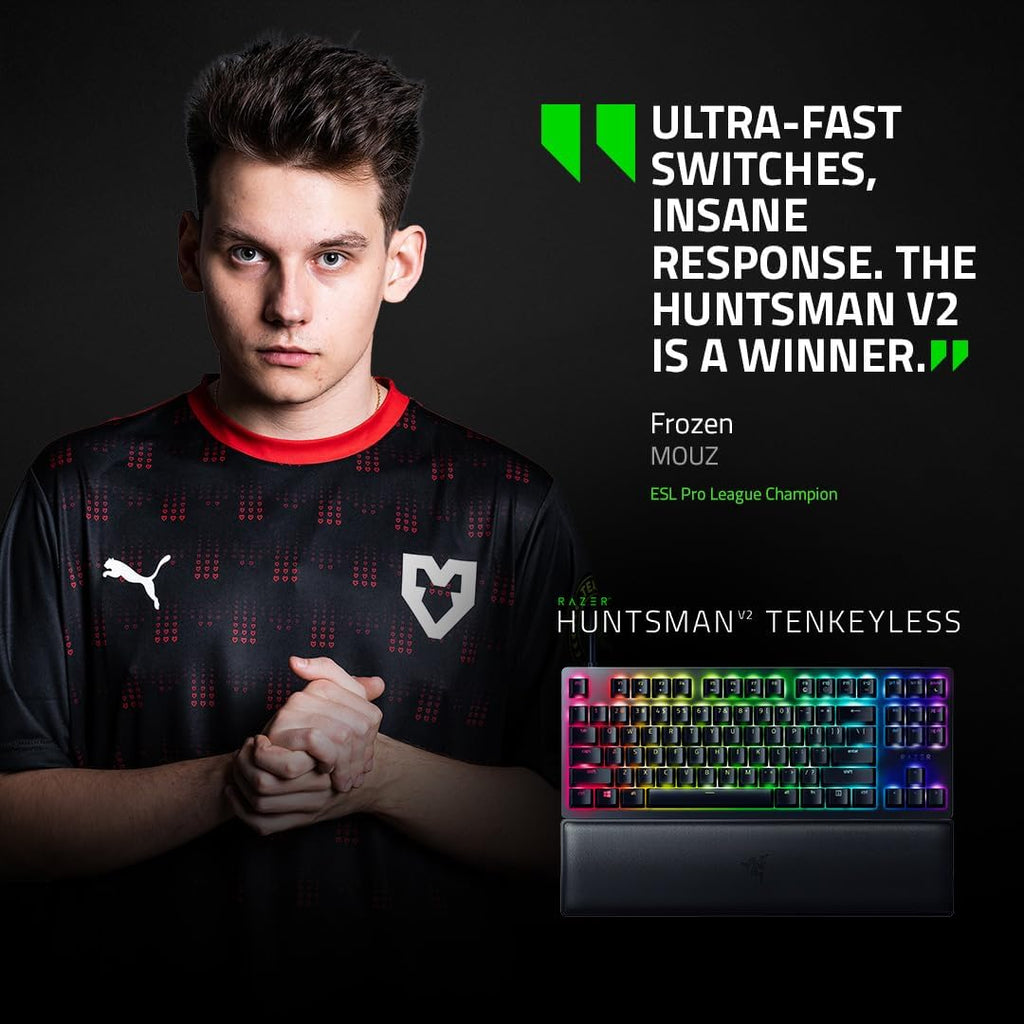 ULTRA-FAST
SWITCHES,
INSANE
RESPONSE. THE
HUNTSMAN V2
IS A WINNER.
Frozen
MOUZ
ESL Pro League Champion
RAZER™
HUNTSMAN V2 TENKEYLESS
Q W E R T Y U I O P [ ] \
S D F G H J K L
Z X C V B N M
RAZER